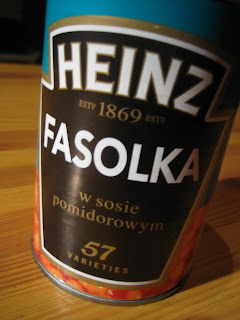 HEINZ
ESTD 1869 ESTD
FASOLKA
w sosie
pomidorowym
57
VARIETIES